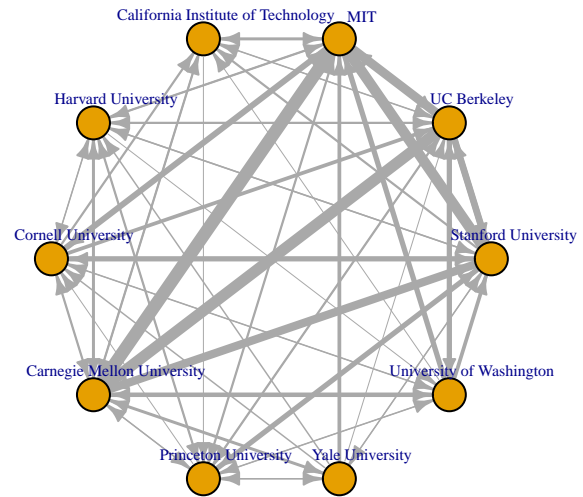 California Institute of Technology
MIT
Harvard University
UC Berkeley
Cornell University
Stanford University
Carnegie Mellon University
University of Washington
Princeton University
Yale University